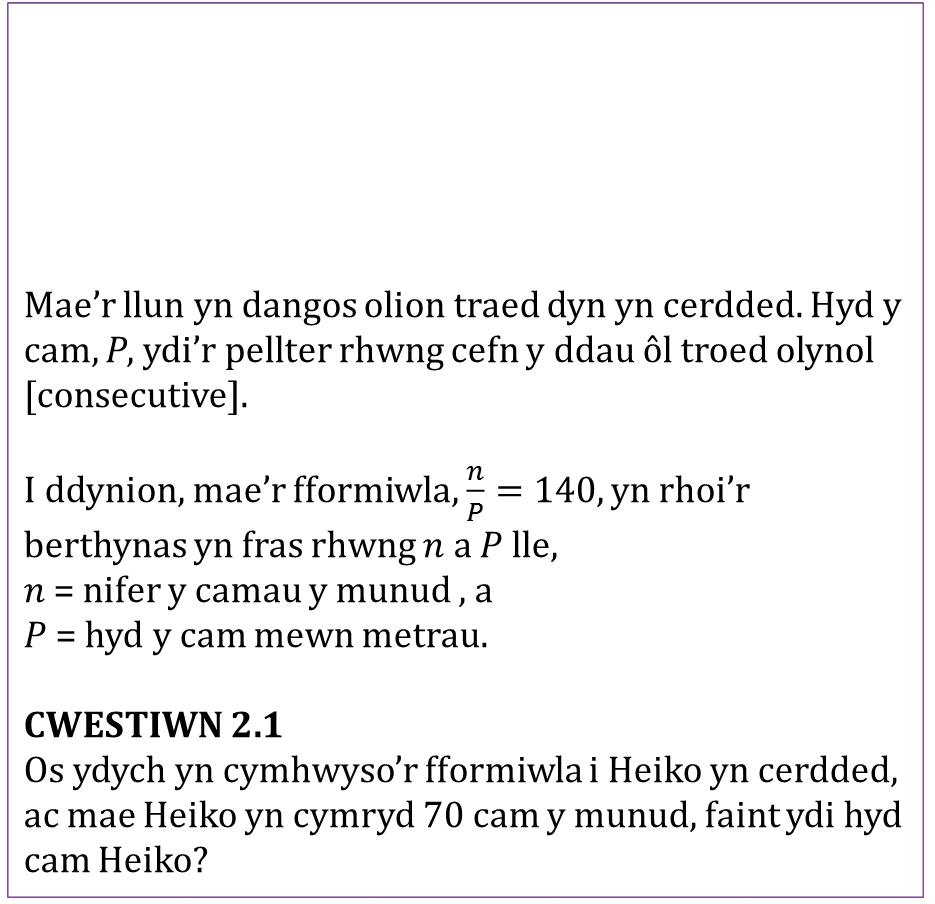 Mae’r llun yn dangos olion traed dyn yn cerdded. Hyd y
cam, P, ydi’r pellter rhwng cefn y ddau ôl troed olynol
[consecutive].
I ddynion, mae’r fformiwla, n/P = 140, yn rhoi’r
berthynas yn fras rhwng n a P lle,
n = nifer y camau y munud , a
P = hyd y cam mewn metrau.
CWESTIWN 2.1
Os ydych yn cymhwyso’r fformiwla i Heiko yn cerdded,
ac mae Heiko yn cymryd 70 cam y munud, faint ydi hyd
cam Heiko?